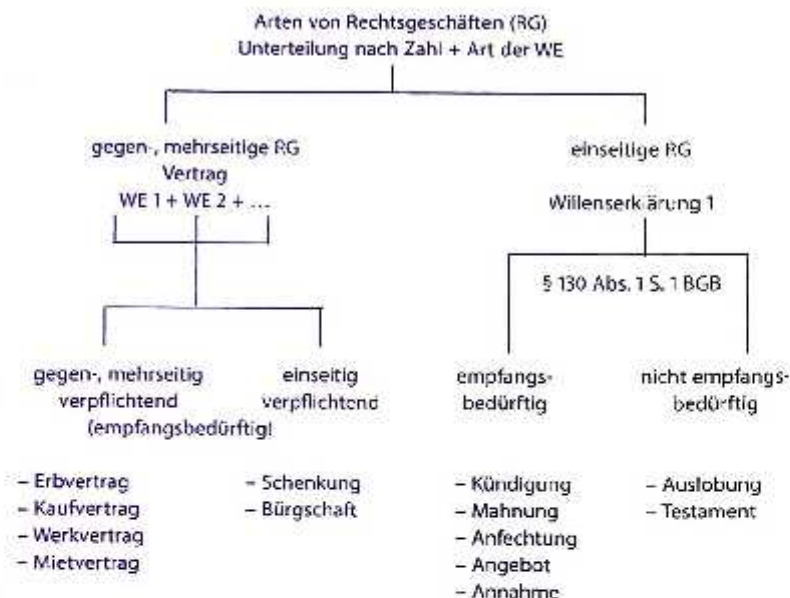 Arten von Rechtsgeschäften (RG)
Unterteilung nach Zahl + Art der WE
gegen-, mehrseitige RG
Vertrag
WE 1 + WE 2 + ...
einseitige RG
Willenserklärung 1
§ 130 Abs. 1 S. 1 BGB
gegen-, mehrseitig
verpflichtend
(empfangsbedürftig)
einseitig
verpflichtend
empfangs-
bedürftig
nicht empfangs-
bedürftig
– Erbvertrag
– Kaufvertrag
– Werkvertrag
– Mietvertrag
– Schenkung
– Bürgschaft
– Kündigung
– Mahnung
– Anfechtung
– Angebot
– Annahme
– Auslobung
– Testament